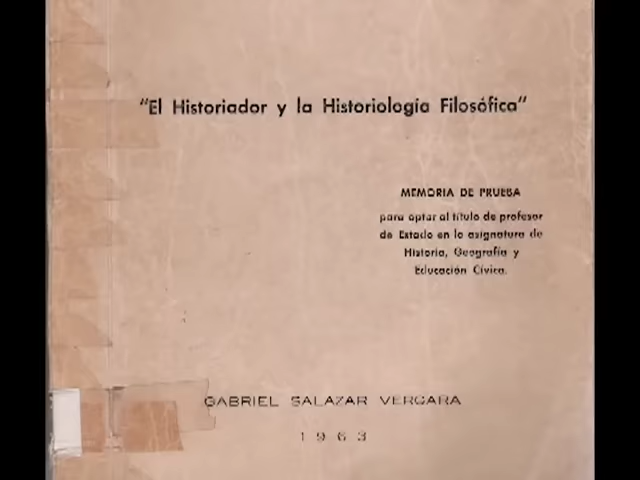 "El Historiador y la Historiología Filosófica"
MEMORIA DE PRUEBA
para optar al título de profesor
de Estado en la asignatura de
Historia, Geografía y
Educación Cívica.
GABRIEL SALAZAR VERGARA
1963